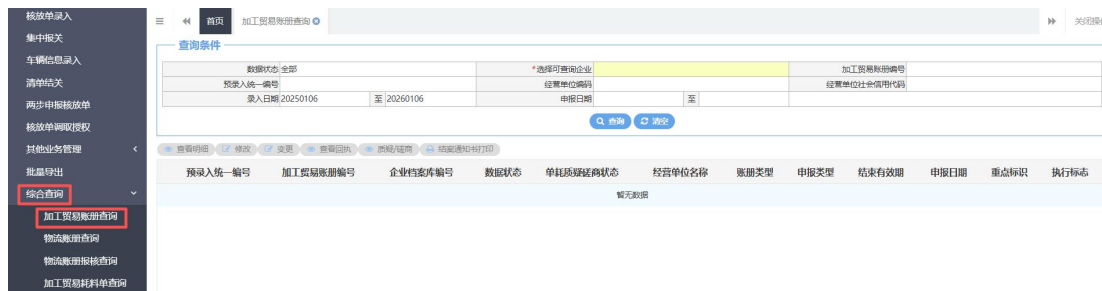 核放单录入
集中报关
车辆信息录入
清单结关
两步申报核放单
核放单调取授权
其他业务管理
批量导出
综合查询
加工贸易账册查询
物流账册查询
物流账册报核查询
加工贸易耗料单查询
首页 加工贸易账册查询 关闭操
查询条件
数据状态 全部 *选择可查询企业 加工贸易账册编号
预录入统一编号 经营单位编码 经营单位社会信用代码
录入日期 20250106 至 20260106 申报日期 至
查询 清空
查看明细 修改 变更 查看回执 质疑/磋商 结案通知书打印
预录入统一编号 加工贸易账册编号 企业档案库编号 数据状态 单耗质疑磋商状态 经营单位名称 账册类型 申报类型 结束有效期 申报日期 重点标识 执行标志
暂无数据